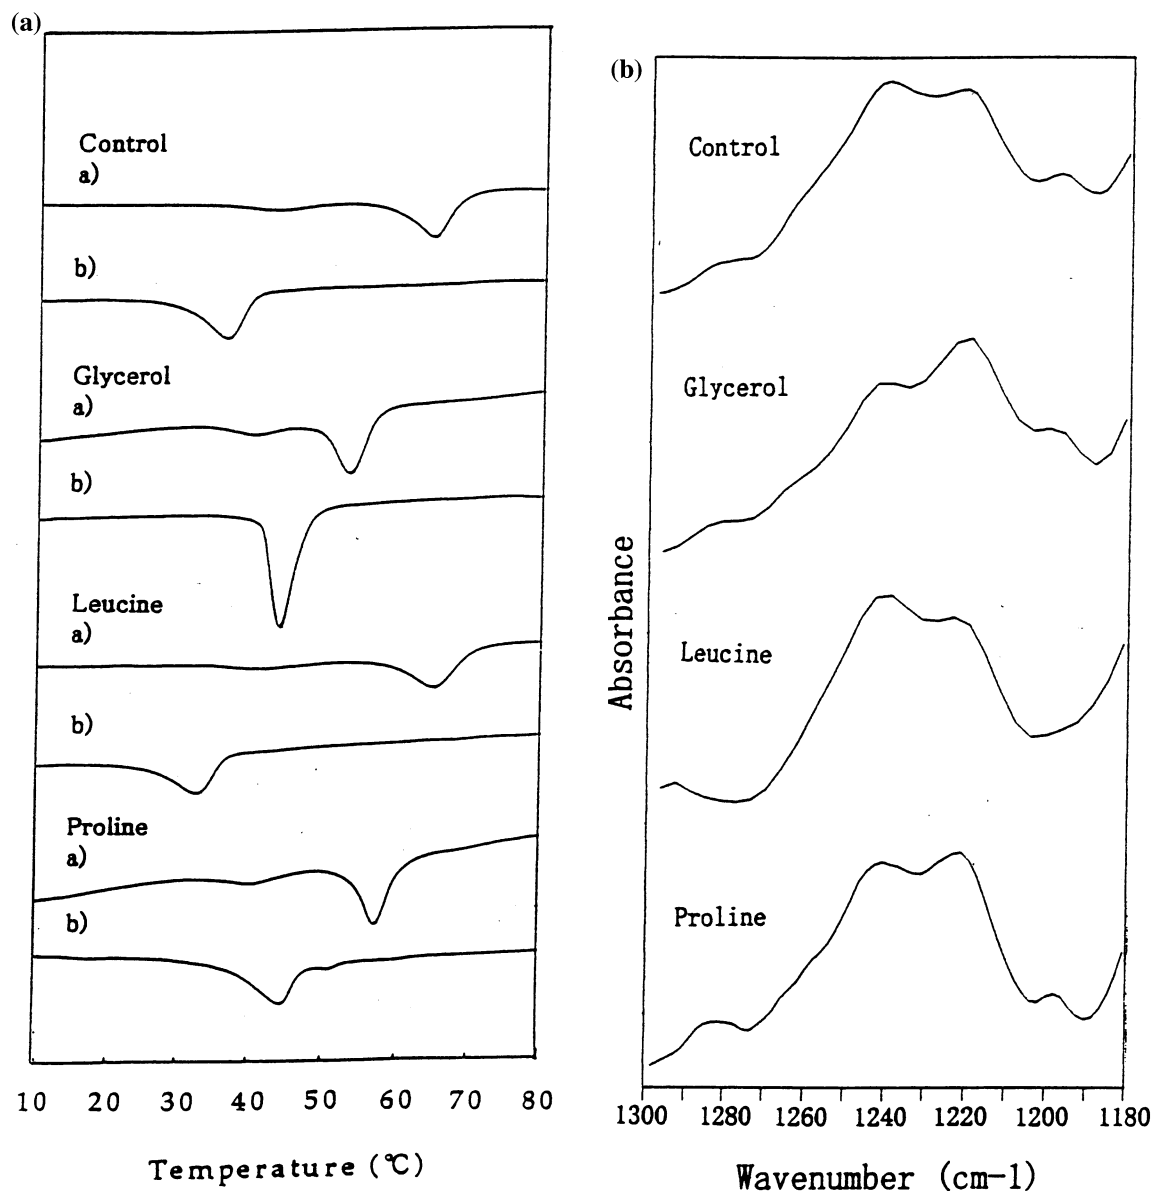 (a)
Control
a)
b)
Glycerol
a)
b)
Leucine
a)
b)
Proline
a)
b)
10 20 30 40 50 60 70 80
Temperature (℃)
(b)
Control
Glycerol
Leucine
Proline
Absorbance
1300 1280 1260 1240 1220 1200 1180
Wavenumber (cm-1)